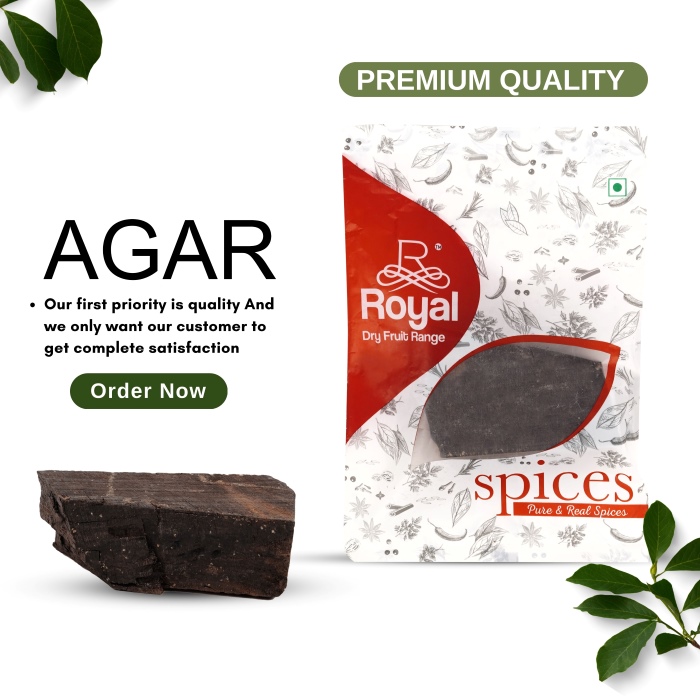 PREMIUM QUALITY
AGAR
• Our first priority is quality And
we only want our customer to
get complete satisfaction
Order Now
R
TM
Royal
Dry Fruit Range
spices
Pure & Real Spices